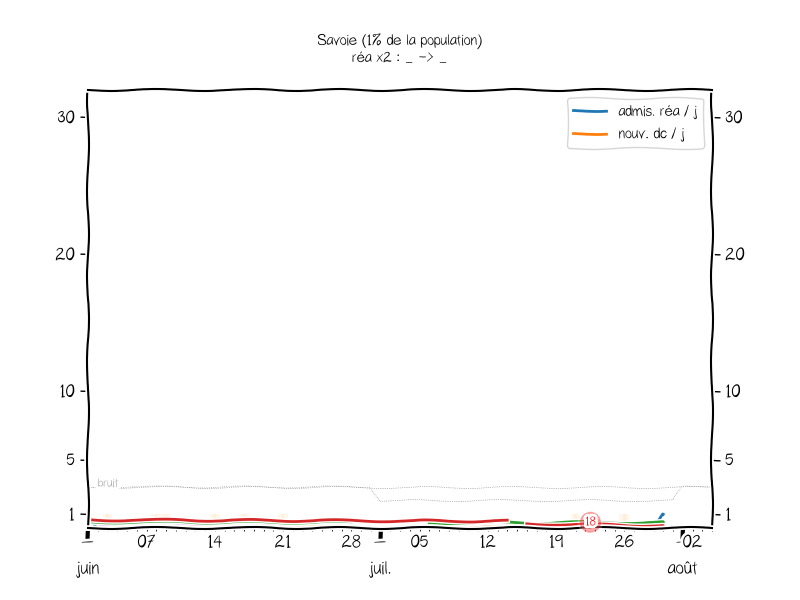 Savoie (1% de la population)
réa x2 : _ -> _
admis. réa / j
nouv. dc / j
30
30
20
20
10
10
5
5
bruit
1
18
1
07
14
21
28
05
12
19
26
02
juin
juil.
août